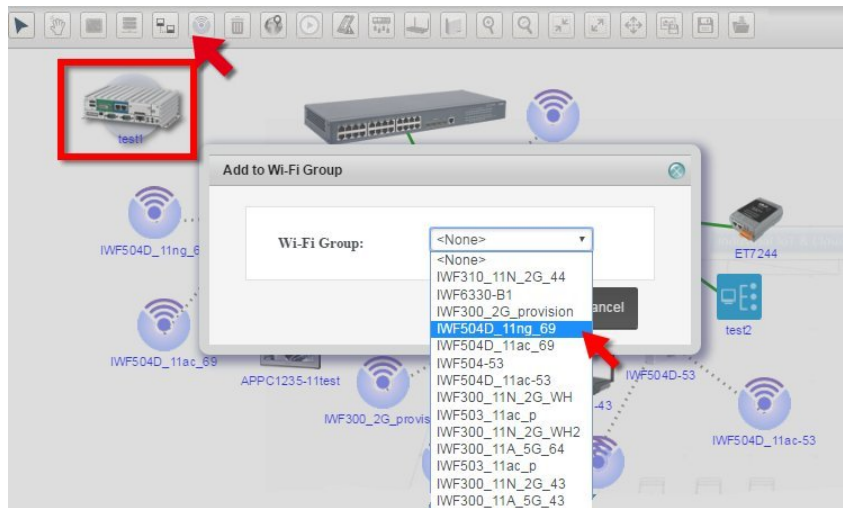 test1
Add to Wi-Fi Group
Wi-Fi Group:
<None>
<None>
IWF310_11N_2G_44
IWF6330-B1
IWF300_2G_provision
IWF504D_11ng_69
IWF504D_11ac_69
IWF504-53
IWF504D_11ac-53
IWF300_11N_2G_WH
IWF503_11ac_p
IWF300_11N_2G_WH2
IWF300_11A_5G_64
IWF503_11ac_p
IWF300_11N_2G_43
IWF300_11A_5G_43
ancel
IWF504D_11ng_6
ET7244
test2
IWF504D_11ac_69
APPC1235-11test
IWF504D-53
-43
IWF300_2G_provis
IWF504D_11ac-53